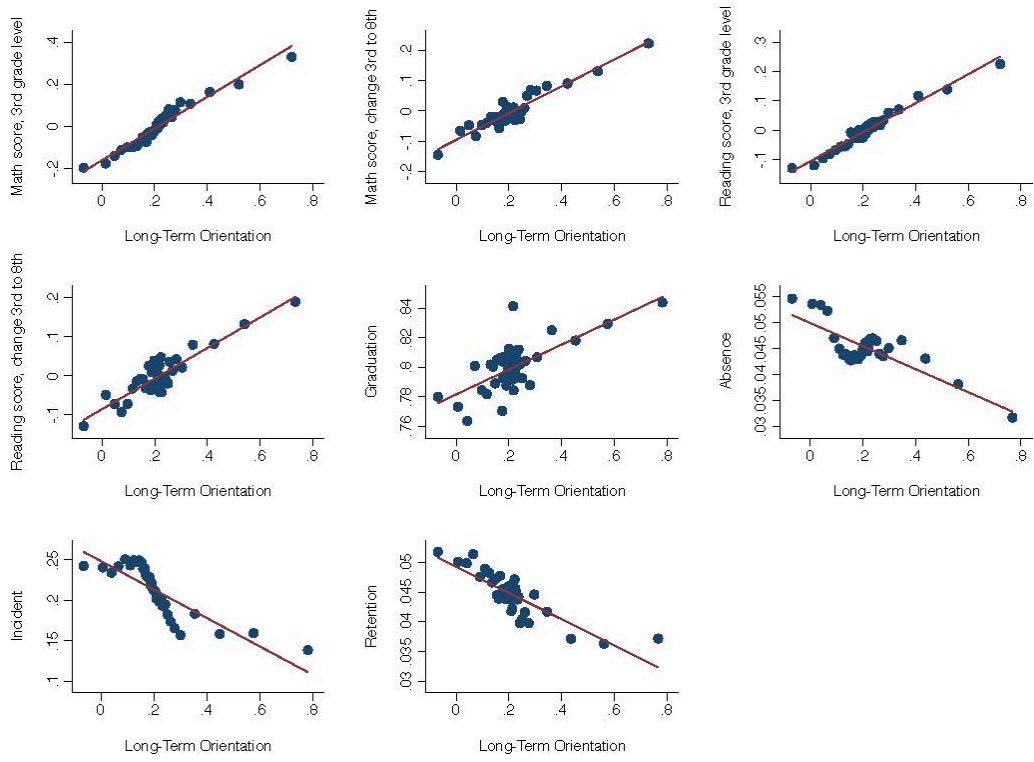 Math score, 3rd grade level
.4
.2
0
-.2
0 .2 .4 .6 .8
Long-Term Orientation
Math score, change 3rd to 8th
.2
.1
0
-.1
-.2
0 .2 .4 .6 .8
Long-Term Orientation
Reading score, 3rd grade level
.3
.2
.1
0
-.1
0 .2 .4 .6 .8
Long-Term Orientation
Reading score, change 3rd to 8th
.2
.1
0
-.1
0 .2 .4 .6 .8
Long-Term Orientation
Graduation
.84
.82
.8
.78
.76
0 .2 .4 .6 .8
Long-Term Orientation
Absence
.03 .035 .04 .045 .05 .055
0 .2 .4 .6 .8
Long-Term Orientation
Incident
.25
.2
.15
.1
0 .2 .4 .6 .8
Long-Term Orientation
Retention
.03 .035 .04 .045 .05
0 .2 .4 .6 .8
Long-Term Orientation